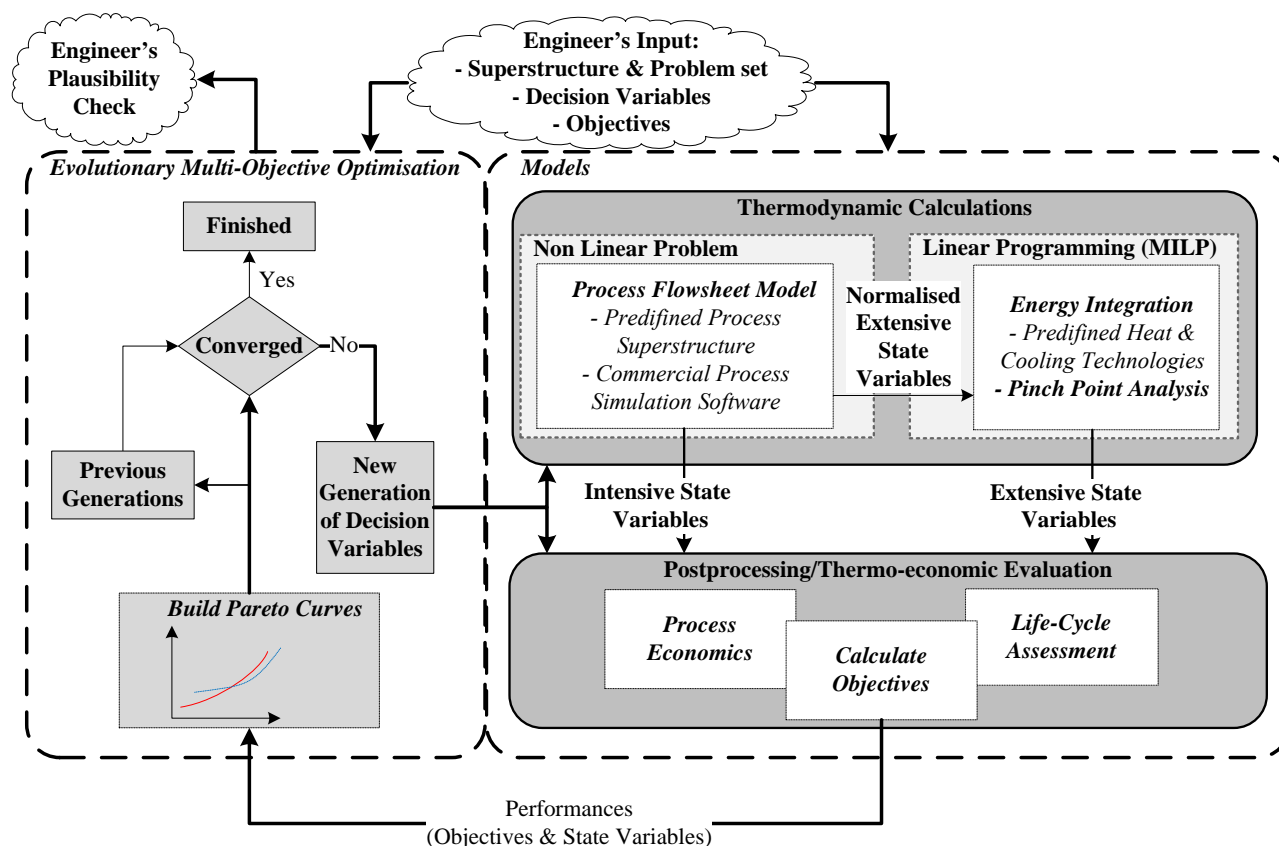 Engineer's
Plausibility
Check
Engineer's Input:
- Superstructure & Problem set
- Decision Variables
- Objectives
Evolutionary Multi-Objective Optimisation
Finished
Yes
Converged
No
Previous
Generations
New
Generation
of Decision
Variables
Build Pareto Curves
Models
Thermodynamic Calculations
Non Linear Problem
Process Flowsheet Model
- Predifined Process
Superstructure
- Commercial Process
Simulation Software
Normalised
Extensive
State
Variables
Linear Programming (MILP)
Energy Integration
- Predifined Heat &
Cooling Technologies
- Pinch Point Analysis
Intensive State
Variables
Extensive State
Variables
Postprocessing/Thermo-economic Evaluation
Process
Economics
Calculate
Objectives
Life-Cycle
Assessment
Performances
(Objectives & State Variables)